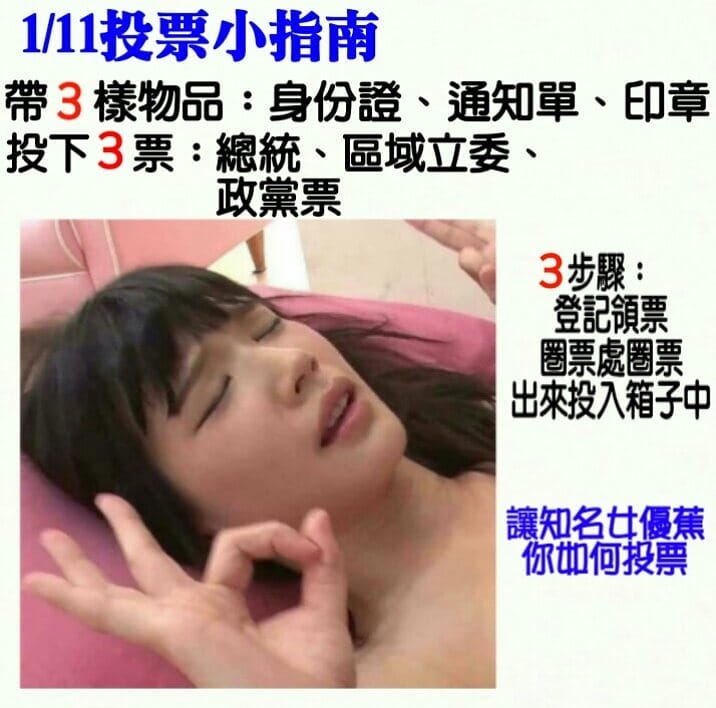 1/11投票小指南
帶3樣物品：身份證、通知單、印章
投下3票：總統、區域立委、
政黨票
3步驟：
登記領票
圈票處圈票
出來投入箱子中
讓知名女優蕉
你如何投票